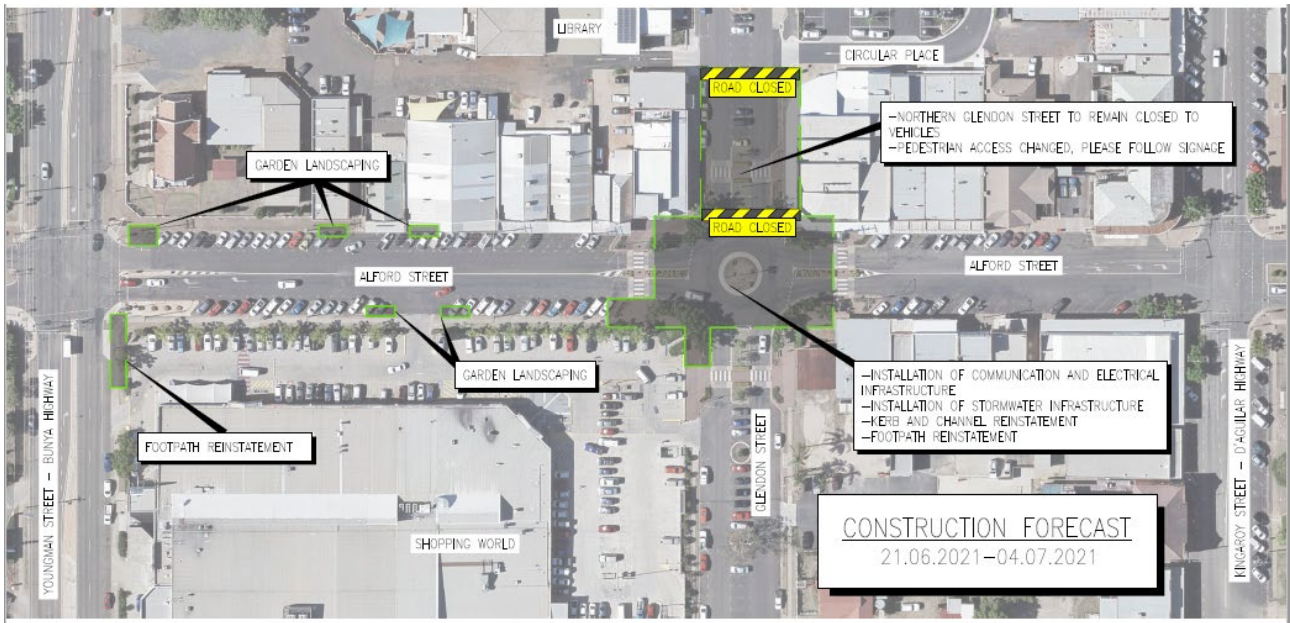 LIBRARY
CIRCULAR PLACE
ROAD CLOSED
-NORTHERN GLENDON STREET TO REMAIN CLOSED TO
VEHICLES
-PEDESTRIAN ACCESS CHANGED, PLEASE FOLLOW SIGNAGE
GARDEN LANDSCAPING
ROAD CLOSED
ALFORD STREET
ALFORD STREET
GARDEN LANDSCAPING
-INSTALLATION OF COMMUNICATION AND ELECTRICAL
INFRASTRUCTURE
-INSTALLATION OF STORMWATER INFRASTRUCTURE
-KERB AND CHANNEL REINSTATEMENT
-FOOTPATH REINSTATEMENT
FOOTPATH REINSTATEMENT
YOUNGMAN STREET - BUNYA HIGHWAY
GLENDON STREET
KINGAROY STREET - D'AGUILAR HIGHWAY
SHOPPING WORLD
CONSTRUCTION FORECAST
21.06.2021-04.07.2021